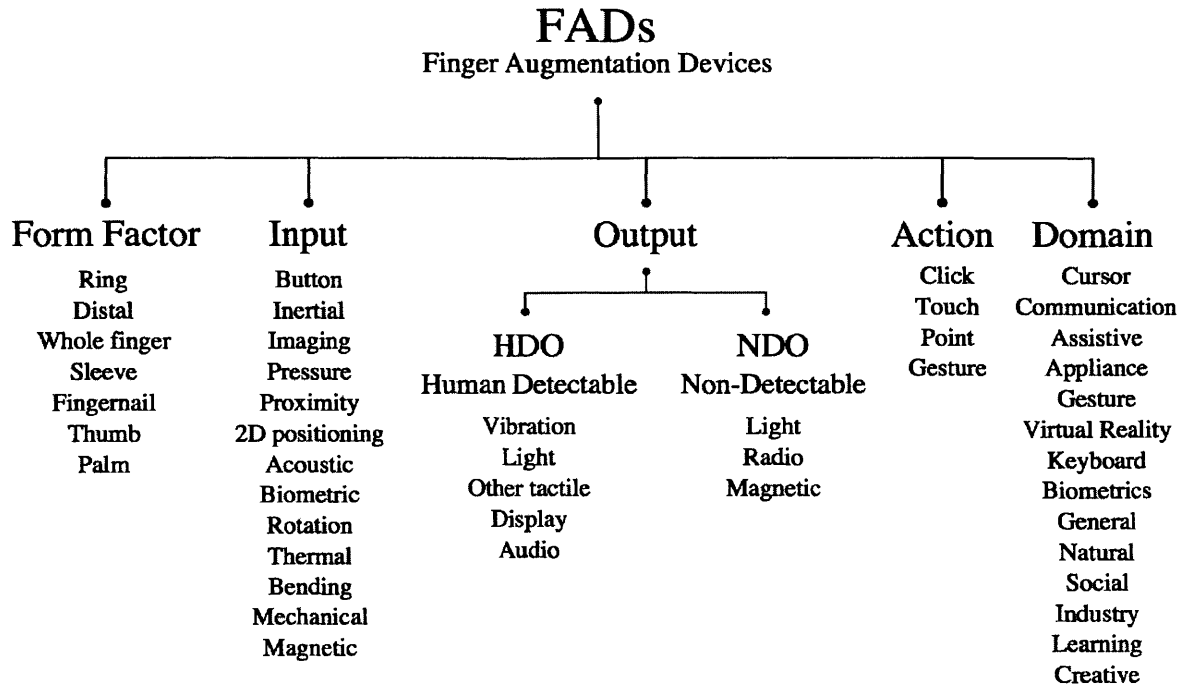 FADs
Finger Augmentation Devices
Form Factor
Ring
Distal
Whole finger
Sleeve
Fingernail
Thumb
Palm
Input
Button
Inertial
Imaging
Pressure
Proximity
2D positioning
Acoustic
Biometric
Rotation
Thermal
Bending
Mechanical
Magnetic
Output
HDO
Human Detectable
Vibration
Light
Other tactile
Display
Audio
NDO
Non-Detectable
Light
Radio
Magnetic
Action
Click
Touch
Point
Gesture
Domain
Cursor
Communication
Assistive
Appliance
Gesture
Virtual Reality
Keyboard
Biometrics
General
Natural
Social
Industry
Learning
Creative